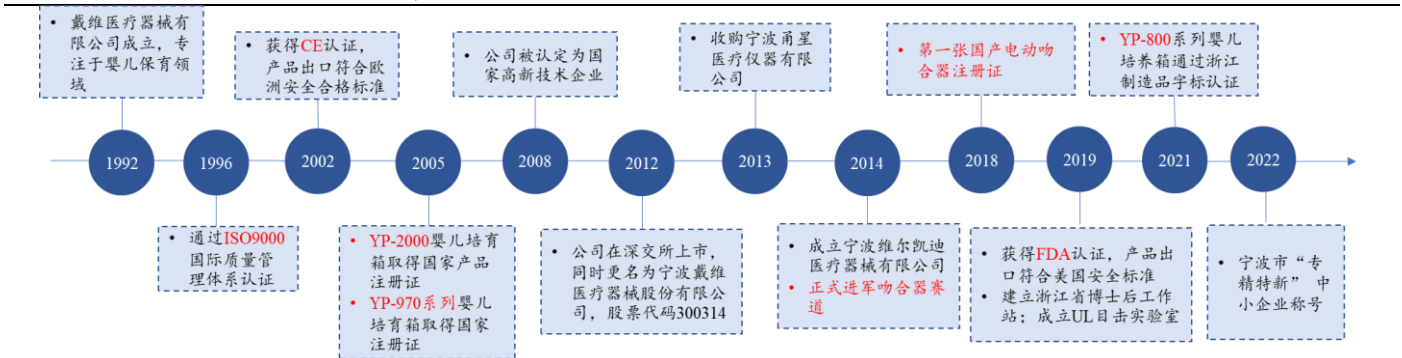 • 戴维医疗器械有
限公司成立，专
注于婴儿保育领
域
• 获得CE认证，
产品出口符合欧
洲安全合格标准
• 公司被认定为国
家高新技术企业
• 收购宁波甬星
医疗仪器有限
公司
• 第一张国产电动吻
合器注册证
• YP-800系列婴儿
培养箱通过浙江
制造品字标认证
1992
1996
2002
2005
2008
2012
2013
2014
2018
2019
2021
2022
• 通过ISO9000
国际质量管
理体系认证
• YP-2000婴儿培育
箱取得国家产品
注册证
• YP-970系列婴儿
培育箱取得国家
注册证
• 公司在深交所上市，
同时更名为宁波戴维
医疗器械股份有限公
司，股票代码300314
• 成立宁波维尔凯迪
医疗器械有限公司
• 正式进军吻合器赛
道
• 获得FDA认证，产品出
口符合美国安全标准
• 建立浙江省博士后工作
站；成立UL目击实验室
• 宁波市“专
精特新” 中
小企业称号